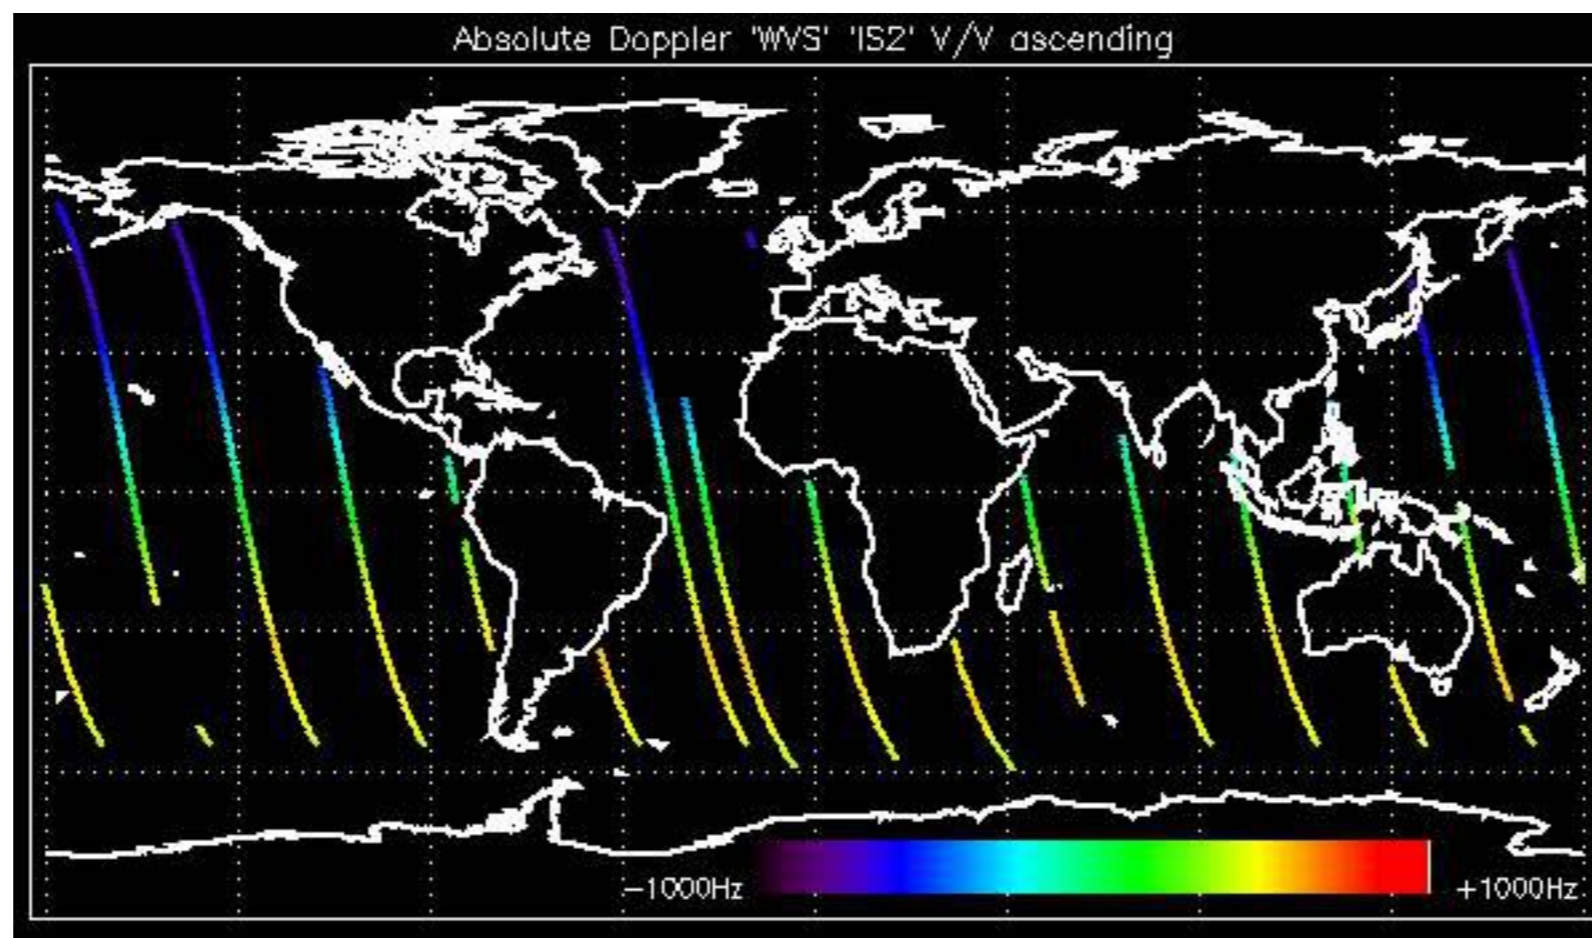 Absolute Doppler 'WVS' 'IS2' V/V ascending
-1000Hz +1000Hz